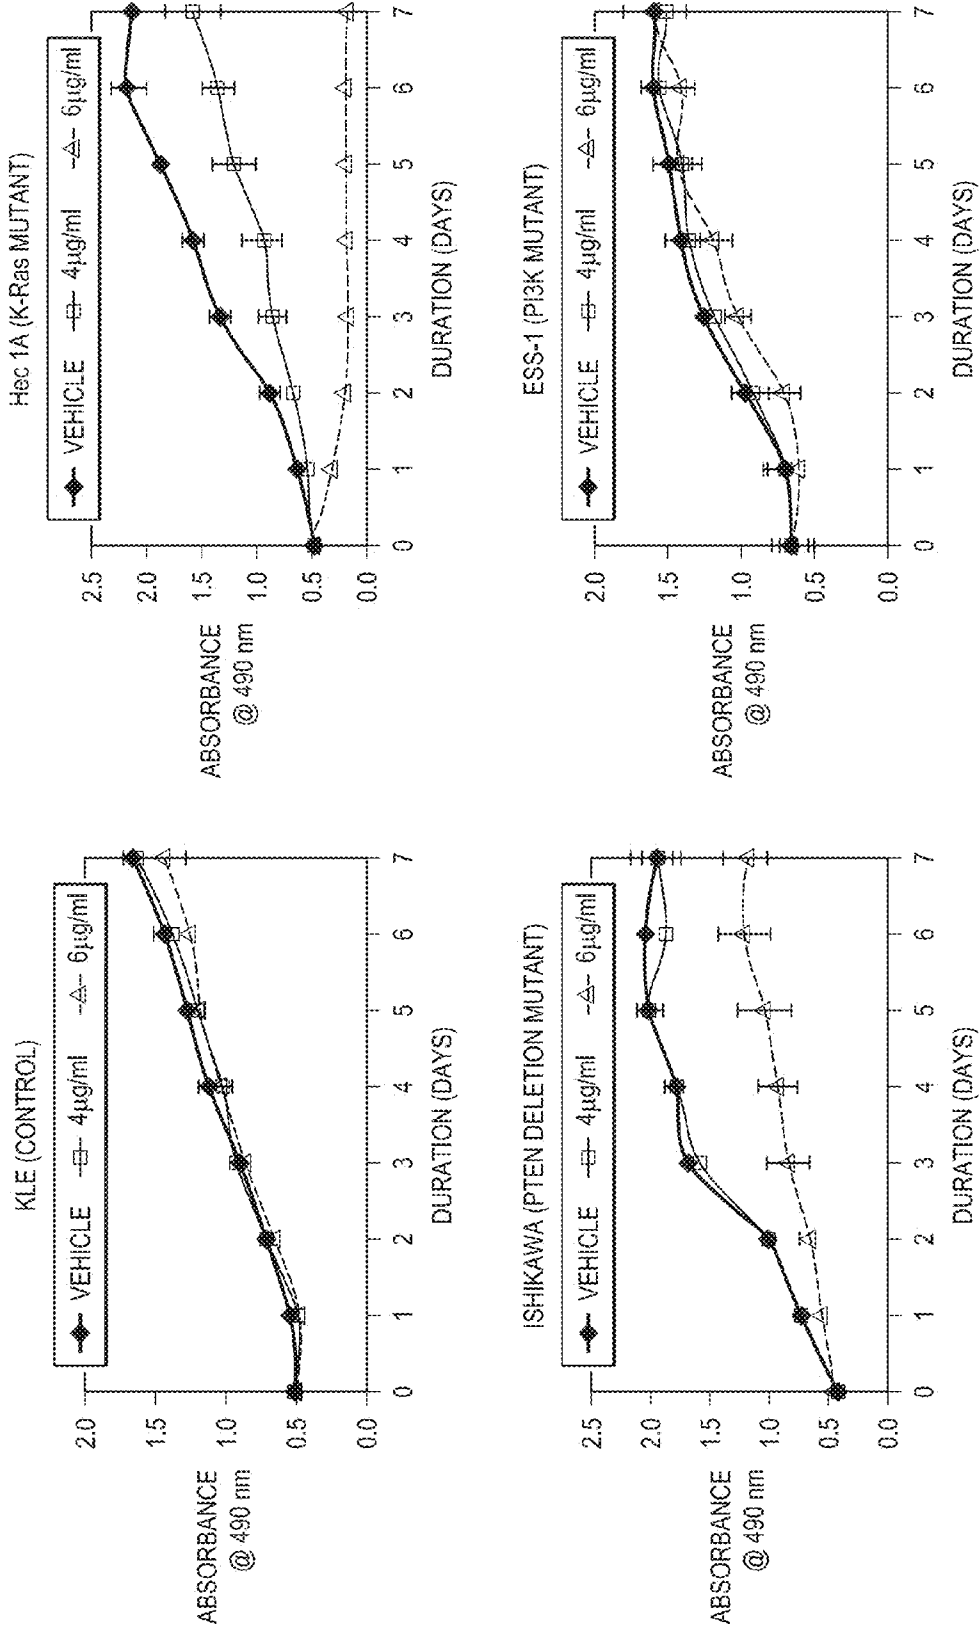 KLE (CONTROL)
VEHICLE 4µg/ml 6µg/ml
2.0
1.5
1.0
0.5
0.0
ABSORBANCE
@ 490 nm
0 1 2 3 4 5 6 7
DURATION (DAYS)
Hec 1A (K-Ras MUTANT)
VEHICLE 4µg/ml 6µg/ml
2.5
2.0
1.5
1.0
0.5
0.0
ABSORBANCE
@ 490 nm
0 1 2 3 4 5 6 7
DURATION (DAYS)
ISHIKAWA (PTEN DELETION MUTANT)
VEHICLE 4µg/ml 6µg/ml
2.5
2.0
1.5
1.0
0.5
0.0
ABSORBANCE
@ 490 nm
0 1 2 3 4 5 6 7
DURATION (DAYS)
ESS-1 (PI3K MUTANT)
VEHICLE 4µg/ml 6µg/ml
2.0
1.5
1.0
0.5
0.0
ABSORBANCE
@ 490 nm
0 1 2 3 4 5 6 7
DURATION (DAYS)